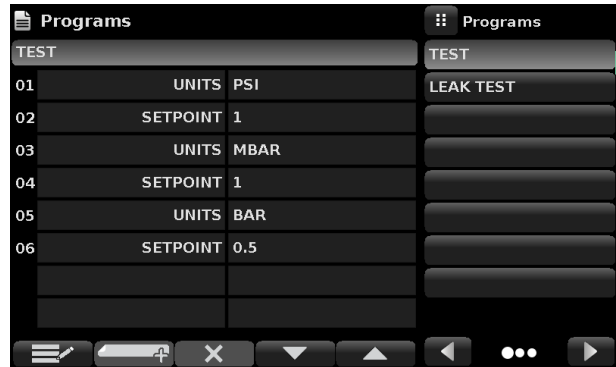 Programs
TEST
01 UNITS PSI
02 SETPOINT 1
03 UNITS MBAR
04 SETPOINT 1
05 UNITS BAR
06 SETPOINT 0.5
Programs
TEST
LEAK TEST